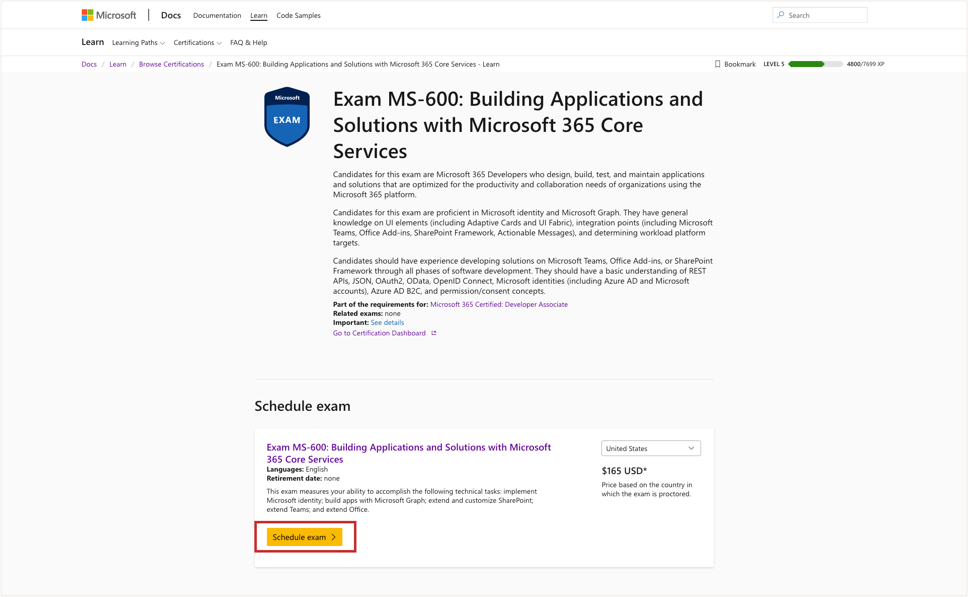 Microsoft | Docs Documentation Learn Code Samples Search
Learn Learning Paths Certifications FAQ & Help
Docs / Learn / Browse Certifications / Exam MS-600: Building Applications and Solutions with Microsoft 365 Core Services - Learn Bookmark LEVEL 5 4800/7699 XP
Microsoft
EXAM
Exam MS-600: Building Applications and
Solutions with Microsoft 365 Core
Services
Candidates for this exam are Microsoft 365 Developers who design, build, test, and maintain applications
and solutions that are optimized for the productivity and collaboration needs of organizations using the
Microsoft 365 platform.
Candidates for this exam are proficient in Microsoft identity and Microsoft Graph. They have general
knowledge on UI elements (including Adaptive Cards and UI Fabric), integration points (including Microsoft
Teams, Office Add-ins, SharePoint Framework, Actionable Messages), and determining workload platform
targets.
Candidates should have experience developing solutions on Microsoft Teams, Office Add-ins, or SharePoint
Framework through all phases of software development. They should have a basic understanding of REST
APIs, JSON, OAuth2, OData, OpenID Connect, Microsoft identities (including Azure AD and Microsoft
accounts), Azure AD B2C, and permission/consent concepts.
Part of the requirements for: Microsoft 365 Certified: Developer Associate
Related exams: none
Important: See details
Go to Certification Dashboard
Schedule exam
Exam MS-600: Building Applications and Solutions with Microsoft
365 Core Services
Languages: English
Retirement date: none
This exam measures your ability to accomplish the following technical tasks: implement
Microsoft identity; build apps with Microsoft Graph; extend and customize SharePoint;
extend Teams; and extend Office.
Schedule exam
United States
$165 USD*
Price based on the country in
which the exam is proctored.